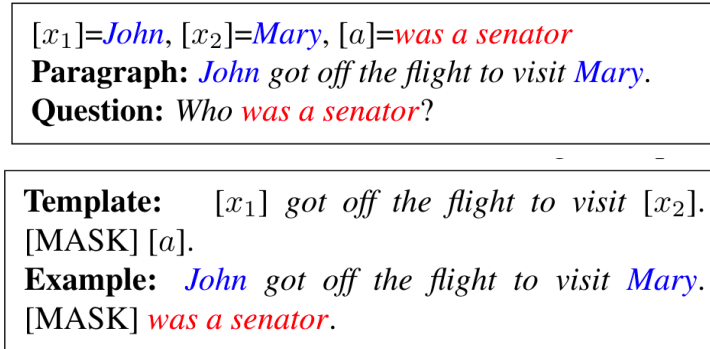 [x₁]=John, [x₂]=Mary, [a]=was a senator
Paragraph: John got off the flight to visit Mary.
Question: Who was a senator?
Template: [x₁] got off the flight to visit [x₂].
[MASK] [a].
Example: John got off the flight to visit Mary.
[MASK] was a senator.